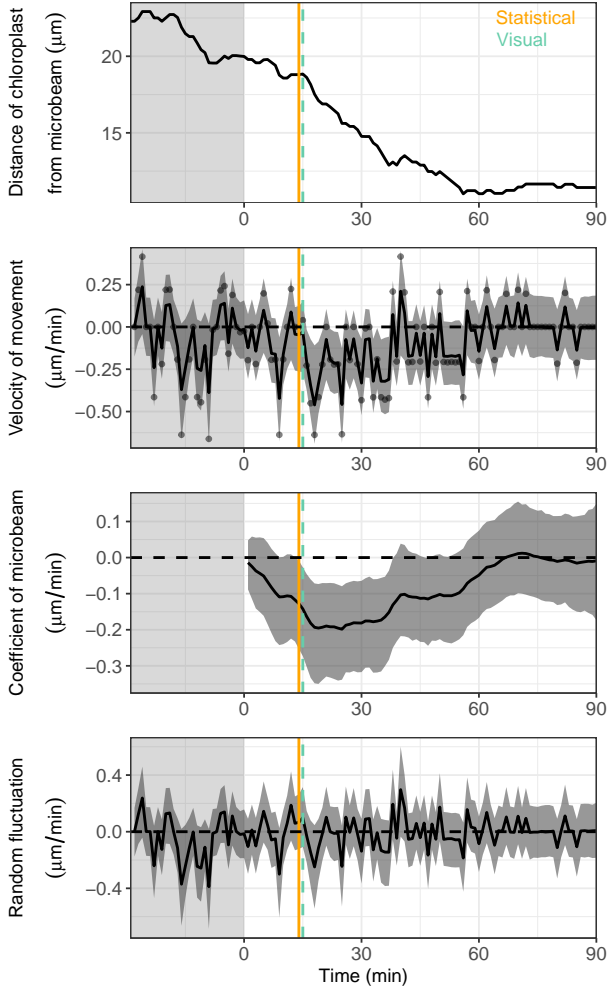 Distance of chloroplast
from microbeam (μm)
20
15
Statistical
Visual
0
30
60
90
Velocity of movement
(μm/min)
0.25
0.00
−0.25
−0.50
0
30
60
90
Coefficient of microbeam
(μm/min)
0.1
0.0
−0.1
−0.2
−0.3
0
30
60
90
Random fluctuation
(μm/min)
0.4
0.0
−0.4
0
30
60
90
Time (min)